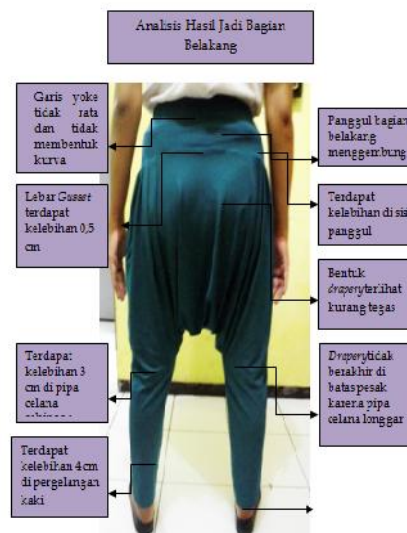 Analisis Hasil Jadi Bagian
Belakang
Garis yoke
tidak rata
dan tidak
membentuk
kurva
Lebar Gusset
terdapat
kelebihan 0,5
cm
Terdapat
kelebihan 3
cm di pipa
celana
Terdapat
kelebihan 4cm
di pergelangan
kaki
Panggul bagian
belakang
menggembung
Terdapat
kelebihan di sisi
panggul
Bentuk
drapery terlihat
kurang tegas
Drapery tidak
berakhir di
batas pesak
karena pipa
celana longgar